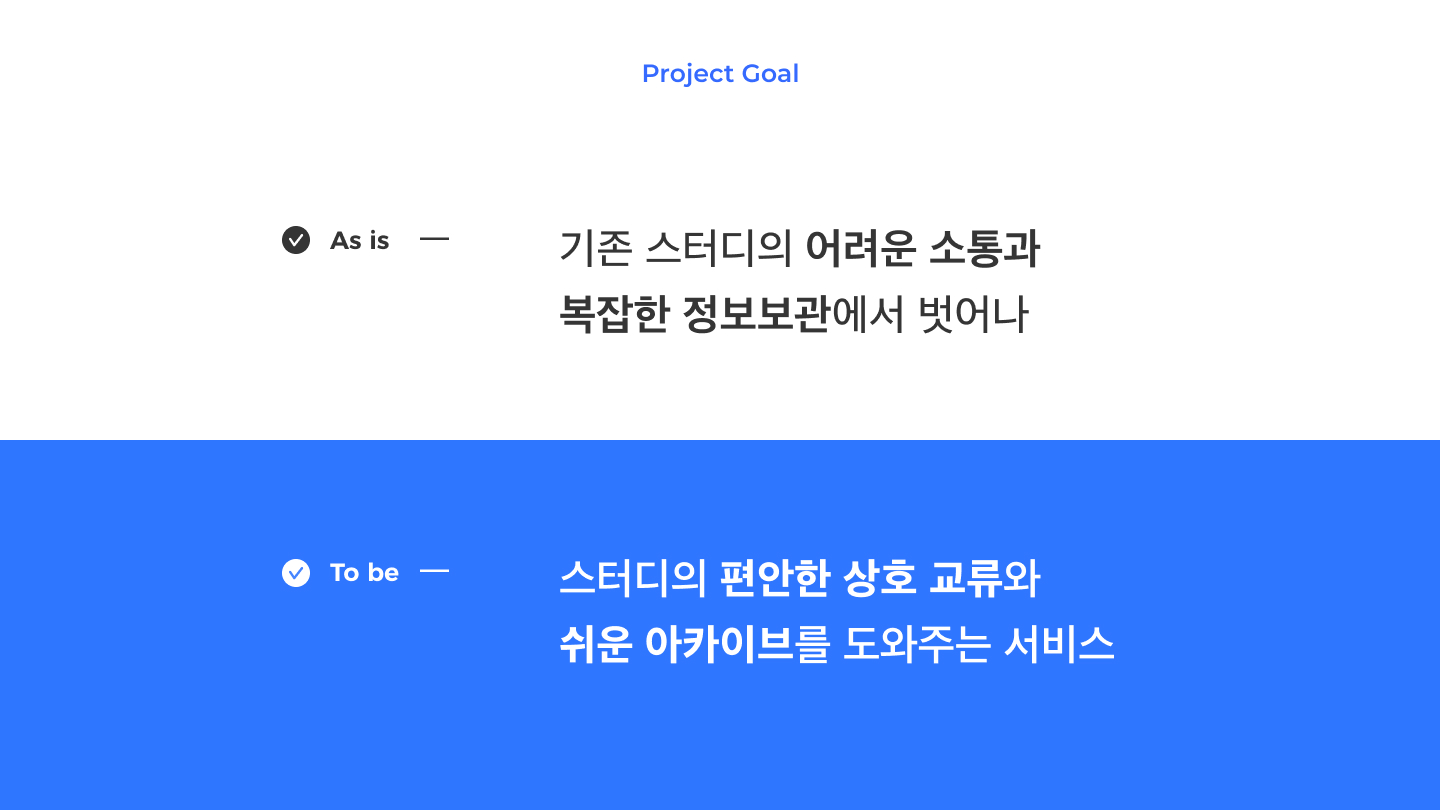 Project Goal
As is —
기존 스터디의 어려운 소통과
복잡한 정보보관에서 벗어나
To be —
스터디의 편안한 상호 교류와
쉬운 아카이브를 도와주는 서비스